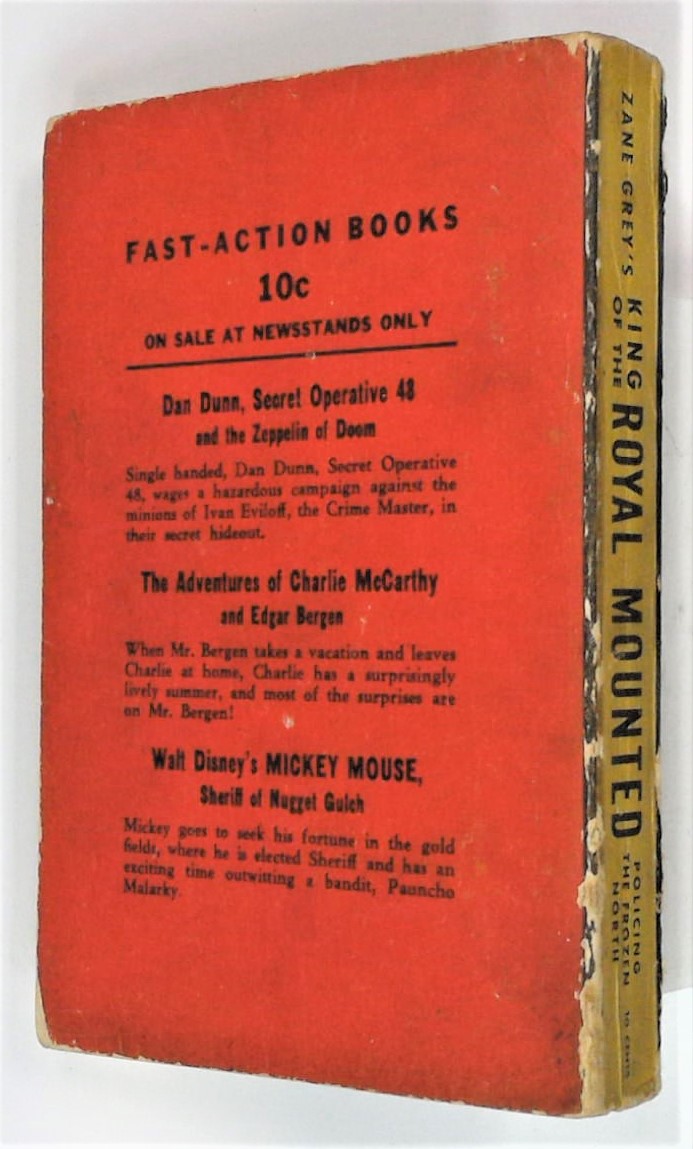 FAST-ACTION BOOKS
10c
ON SALE AT NEWSSTANDS ONLY
Dan Dunn, Secret Operative 48
and the Zeppelin of Doom
Single handed, Dan Dunn, Secret Operative
48, wages a hazardous campaign against the
minions of Ivan Eviloff, the Crime Master, in
their secret hideout.
The Adventures of Charlie McCarthy
and Edgar Bergen
When Mr. Bergen takes a vacation and leaves
Charlie at home, Charlie has a surprisingly
lively summer, and most of the surprises are
on Mr. Bergen!
Walt Disney's MICKEY MOUSE,
Sheriff of Nugget Gulch
Mickey goes to seek his fortune in the gold
fields, where he is elected Sheriff and has an
exciting time outwitting a bandit, Pauncho
Malarky.
ZANE GREY'S
KING
OF THE
ROYAL MOUNTED
POLICING
THE FROZEN
NORTH
10 CENTS